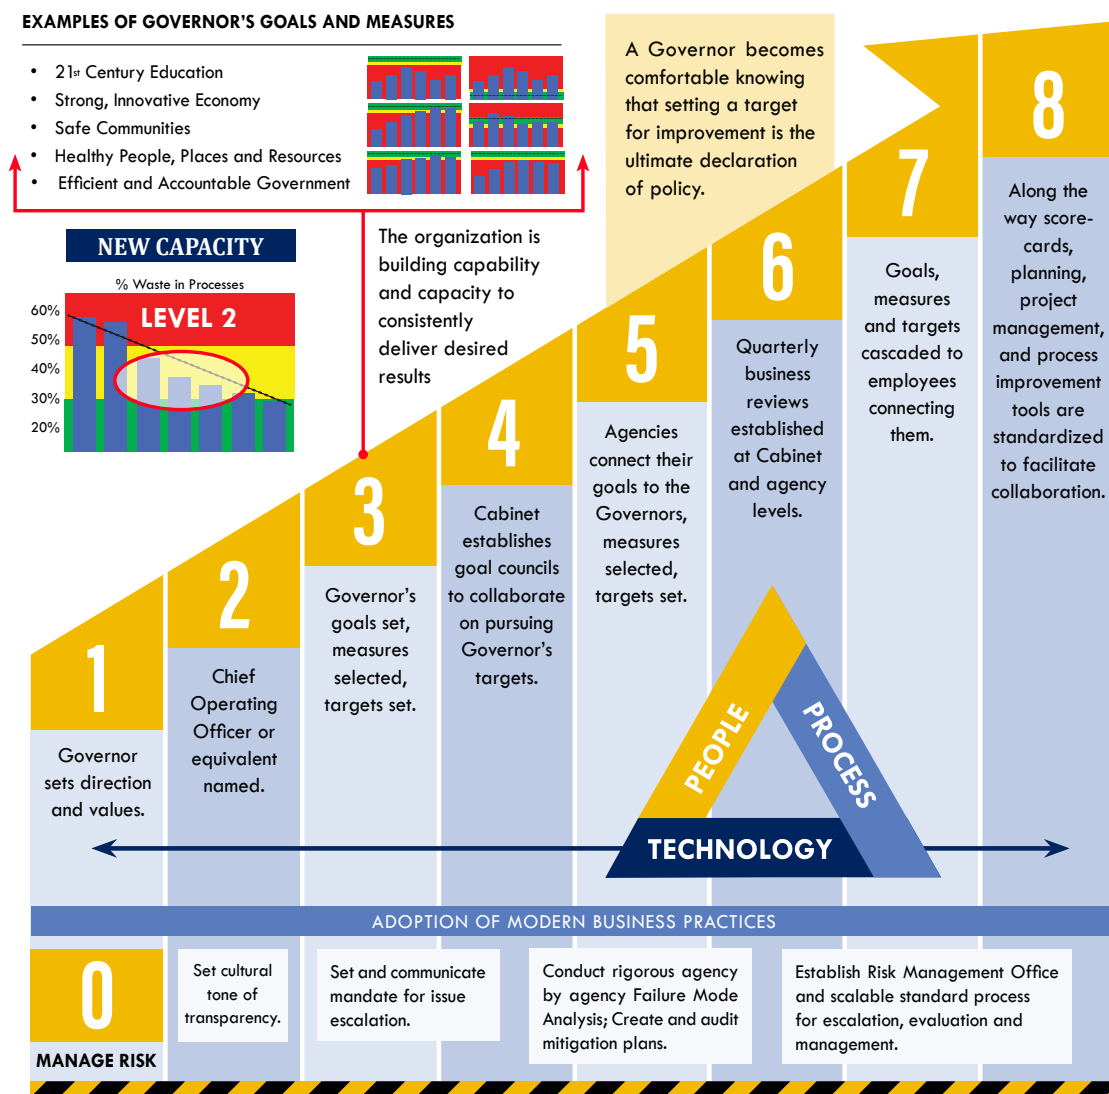 EXAMPLES OF GOVERNOR'S GOALS AND MEASURES
• 21st Century Education
• Strong, Innovative Economy
• Safe Communities
• Healthy People, Places and Resources
• Efficient and Accountable Government
NEW CAPACITY
% Waste in Processes
LEVEL 2
60%
50%
40%
30%
20%
The organization is
building capability
and capacity to
consistently
deliver desired
results
A Governor becomes
comfortable knowing
that setting a target
for improvement is the
ultimate declaration
of policy.
1
Governor
sets direction
and values.
2
Chief
Operating
Officer or
equivalent
named.
3
Governor's
goals set,
measures
selected,
targets set.
4
Cabinet
establishes
goal councils
to collaborate
on pursuing
Governor's
targets.
5
Agencies
connect their
goals to the
Governors,
measures
selected,
targets set.
6
Quarterly
business
reviews
established
at Cabinet
and agency
levels.
7
Goals,
measures
and targets
cascaded to
employees
connecting
them.
8
Along the
way score-
cards,
planning,
project
management,
and process
improvement
tools are
standardized
to facilitate
collaboration.
PEOPLE
PROCESS
TECHNOLOGY
ADOPTION OF MODERN BUSINESS PRACTICES
0
MANAGE RISK
Set cultural
tone of
transparency.
Set and communicate
mandate for issue
escalation.
Conduct rigorous agency
by agency Failure Mode
Analysis; Create and audit
mitigation plans.
Establish Risk Management Office
and scalable standard process
for escalation, evaluation and
management.